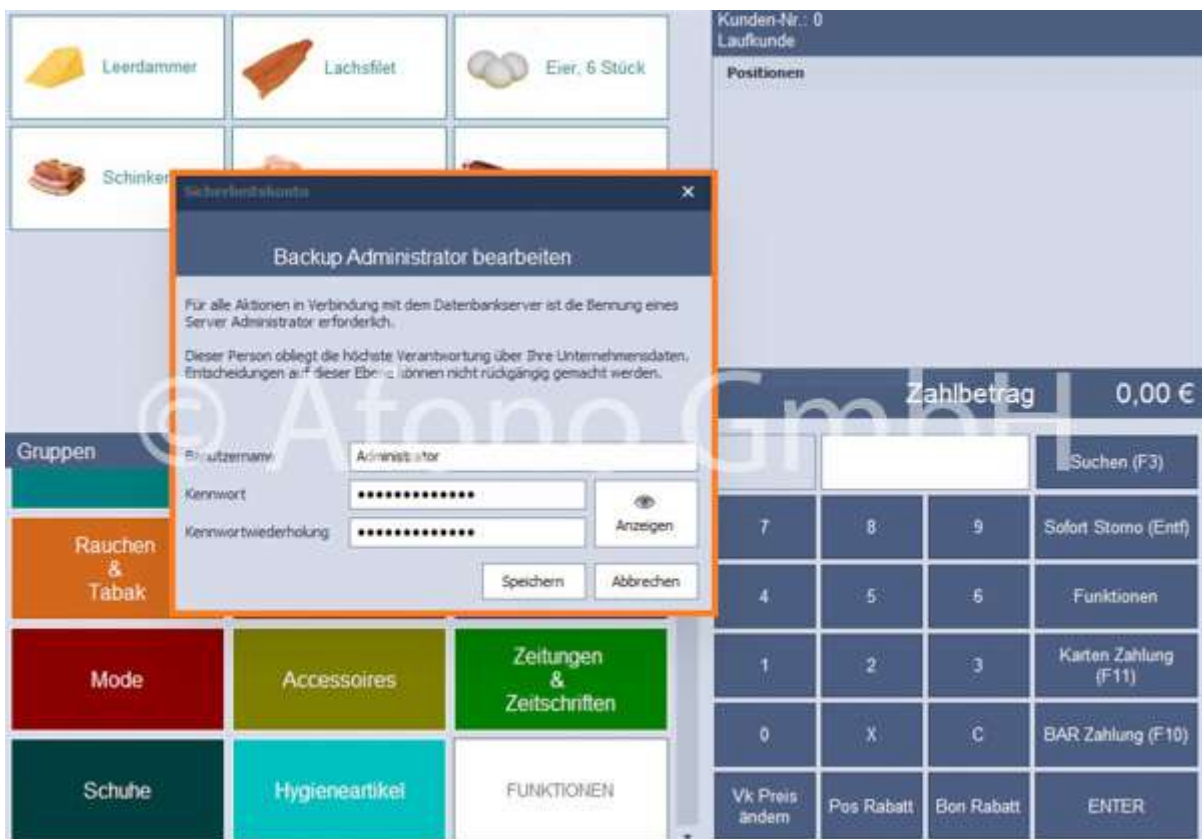 Leerdammer
Lachsfilet
Eier, 6 Stück
Schinken
Kunden-Nr.: 0
Laufkunde
Positionen
Sicherheitskonto
Backup Administrator bearbeiten
Für alle Aktionen in Verbindung mit dem Datenbankserver ist die Bennung eines
Server Administrator erforderlich.
Dieser Person obliegt die höchste Verantwortung über Ihre Unternehmensdaten.
Entscheidungen auf dieser Ebene können nicht rückgängig gemacht werden.
© Afono GmbH
Benutzername
Administrator
Kennwort
Kennwortwiederholung
Anzeigen
Speichern
Abbrechen
Zahlbetrag
0,00 €
Gruppen
Rauchen
&
Tabak
Mode
Accessoires
Zeitungen
&
Zeitschriften
Schuhe
Hygieneartikel
FUNKTIONEN
Suchen (F3)
7
8
9
Sofort Storno (Entf)
4
5
6
Funktionen
1
2
3
Karten Zahlung
(F11)
0
X
C
BAR Zahlung (F10)
Vk Preis
ändern
Pos Rabatt
Bon Rabatt
ENTER